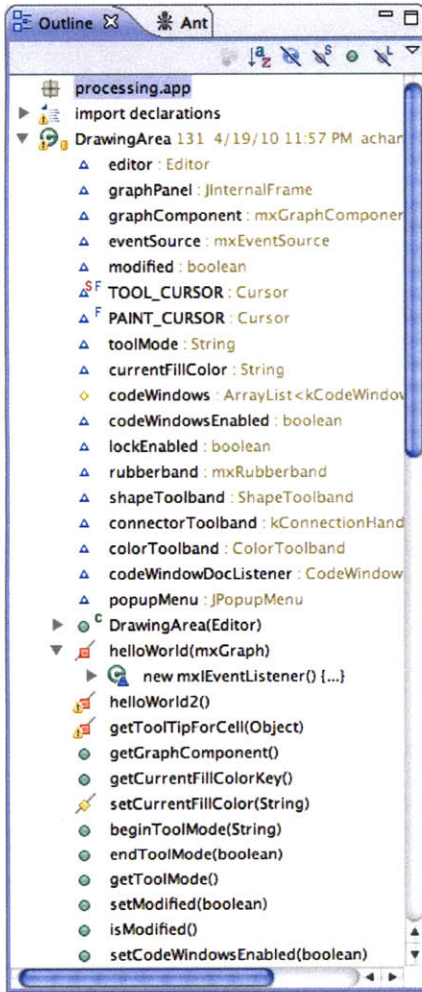 Outline Ant
processing.app
import declarations
DrawingArea 131 4/19/10 11:57 PM achan
editor : Editor
graphPanel : JInternalFrame
graphComponent : mxGraphComponer
eventSource : mxEventSource
modified : boolean
S F TOOL_CURSOR : Cursor
F PAINT_CURSOR : Cursor
toolMode : String
currentFillColor : String
codeWindows : ArrayList<kCodeWindow
codeWindowsEnabled : boolean
lockEnabled : boolean
rubberband : mxRubberband
shapeToolband : ShapeToolband
connectorToolband : kConnectionHand
colorToolband : ColorToolband
codeWindowDocListener : CodeWindow
popupMenu : JPopupMenu
C DrawingArea(Editor)
helloWorld(mxGraph)
new mxIEventListener() {...}
helloWorld2()
getToolTipForCell(Object)
getGraphComponent()
getCurrentFillColorKey()
setCurrentFillColor(String)
beginToolMode(String)
endToolMode(boolean)
getToolMode()
setModified(boolean)
isModified()
setCodeWindowsEnabled(boolean)